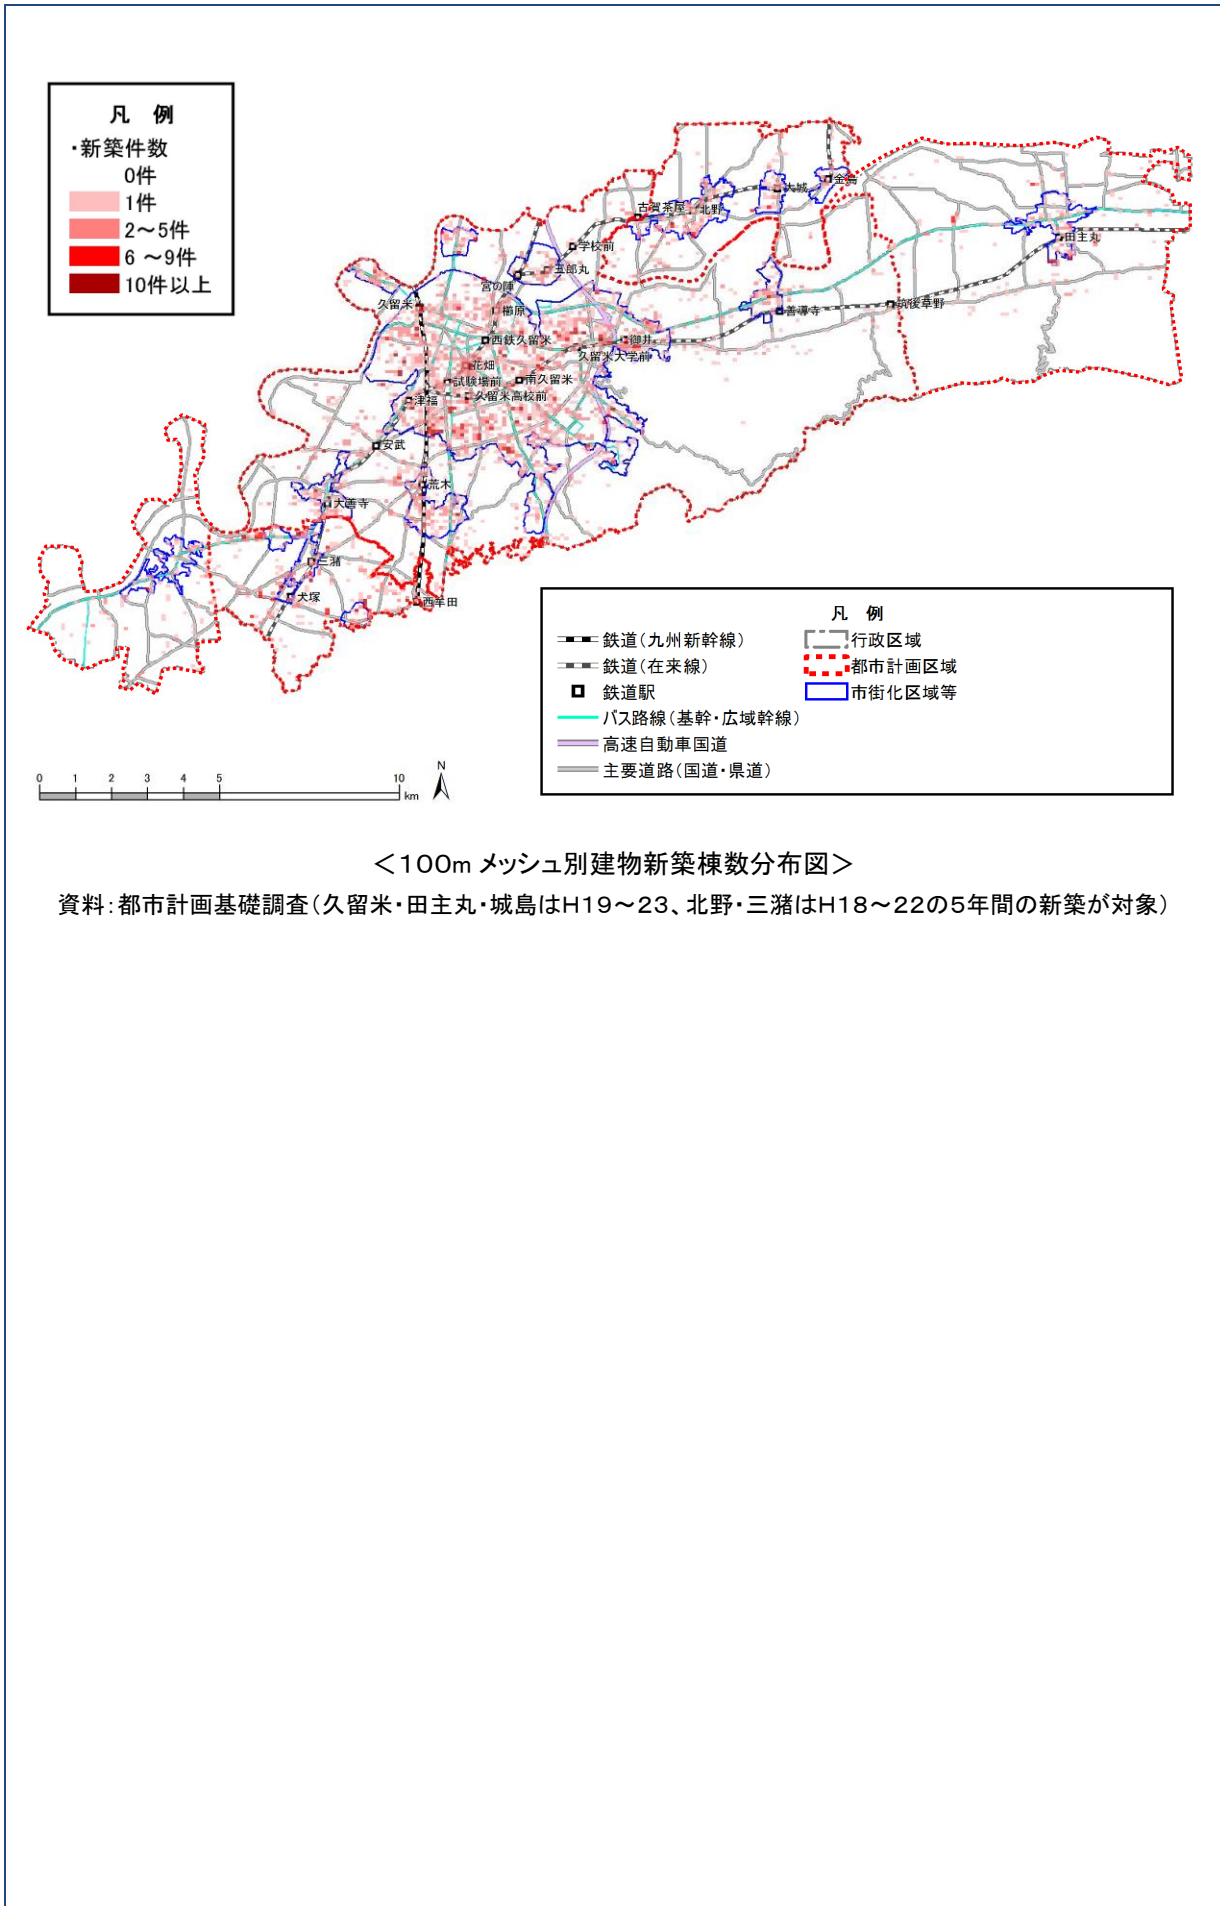 凡 例
・新築件数
0件
1件
2～5件
6～9件
10件以上
金島
大城
古賀茶屋
北野
学校前
五郎丸
宮の陣
久留米
櫛原
西鉄久留米
御井
久留米大学前
善導寺
筑後草野
田主丸
花畑
試験場前
南久留米
津福
久留米高校前
安武
荒木
大善寺
三潴
犬塚
西牟田
凡 例
鉄道（九州新幹線）
鉄道（在来線）
鉄道駅
バス路線（基幹・広域幹線）
高速自動車国道
主要道路（国道・県道）
行政区域
都市計画区域
市街化区域等
0 1 2 3 4 5 10
km
N
＜100m メッシュ別建物新築棟数分布図＞
資料：都市計画基礎調査（久留米・田主丸・城島はH19～23、北野・三潴はH18～22の5年間の新築が対象）